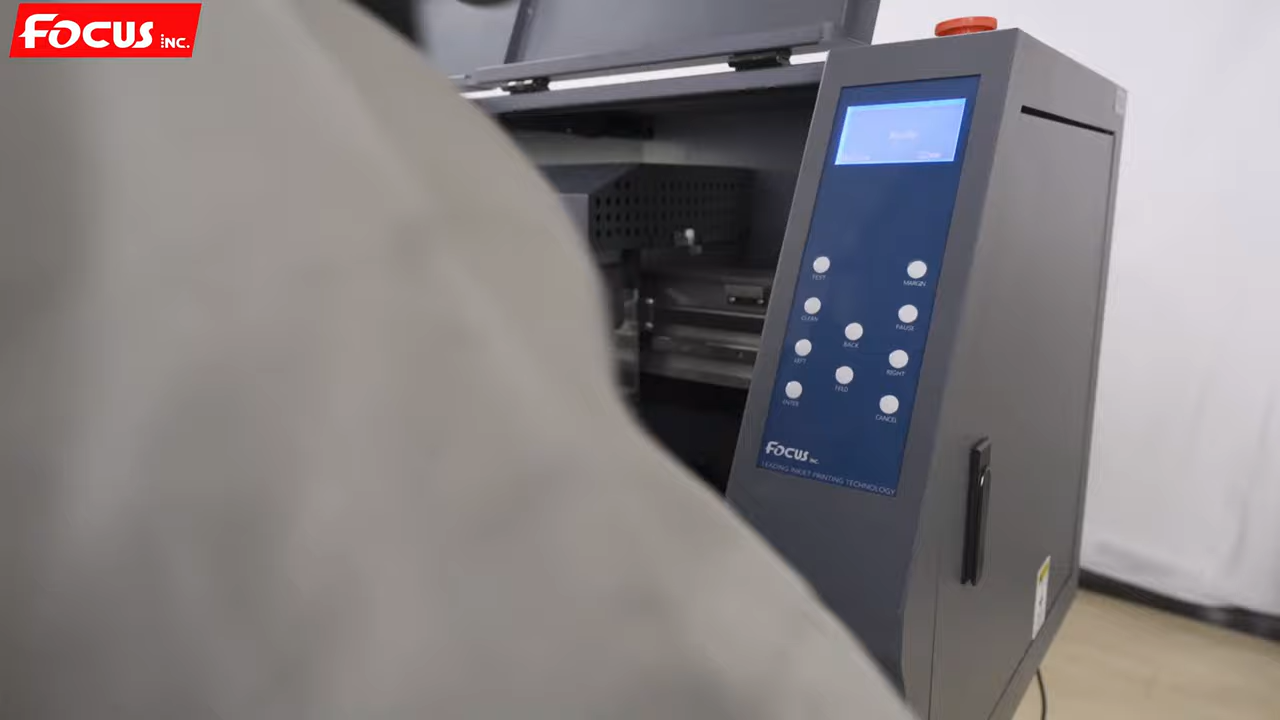 FOCUS INC.
TEST
MARGIN
CLEAN
PAUSE
BACK
LEFT
RIGHT
FEED
ENTER
CANCEL
FOCUS INC.
LEADING INKJET PRINTING TECHNOLOGY